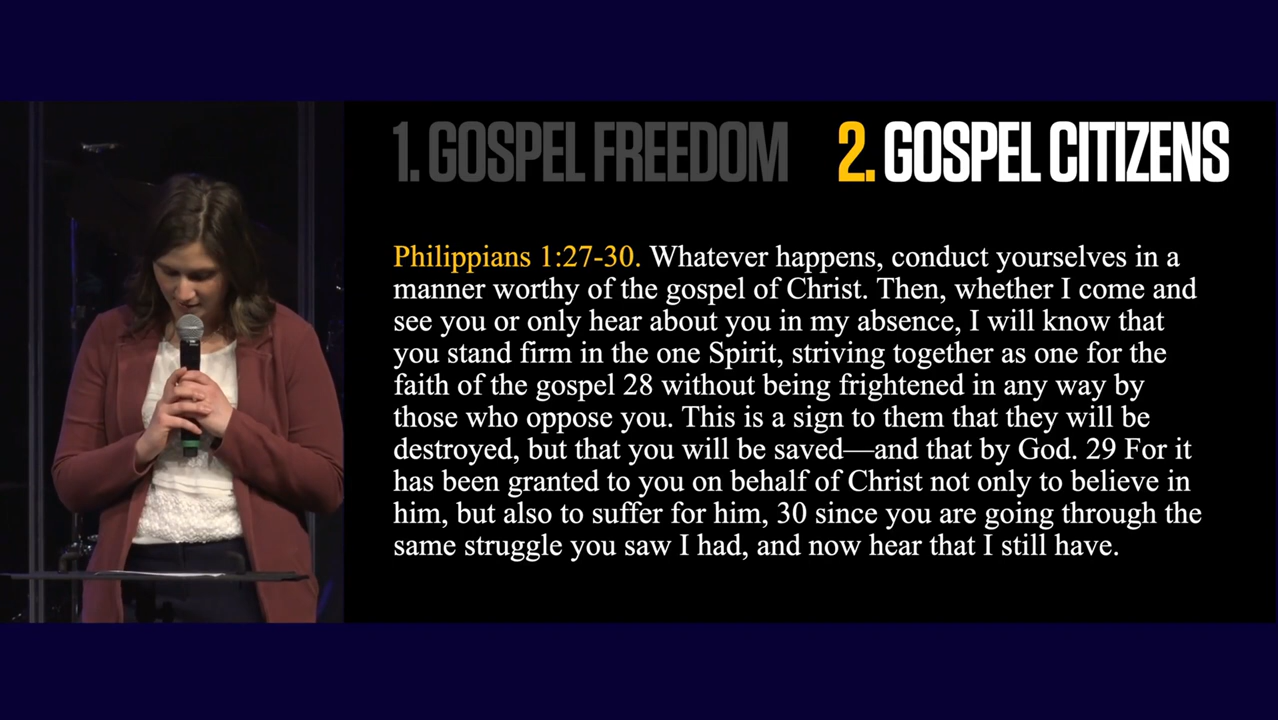 1. GOSPEL FREEDOM 2. GOSPEL CITIZENS
Philippians 1:27-30. Whatever happens, conduct yourselves in a
manner worthy of the gospel of Christ. Then, whether I come and
see you or only hear about you in my absence, I will know that
you stand firm in the one Spirit, striving together as one for the
faith of the gospel 28 without being frightened in any way by
those who oppose you. This is a sign to them that they will be
destroyed, but that you will be saved—and that by God. 29 For it
has been granted to you on behalf of Christ not only to believe in
him, but also to suffer for him, 30 since you are going through the
same struggle you saw I had, and now hear that I still have.